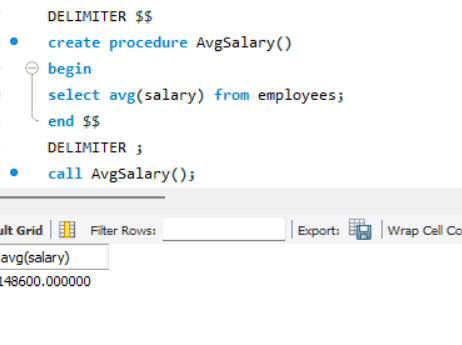 DELIMITER $$
create procedure AvgSalary()
begin
select avg(salary) from employees;
end $$
DELIMITER ;
call AvgSalary();
ult Grid Filter Rows: Export: Wrap Cell Co
avg(salary)
148600.000000